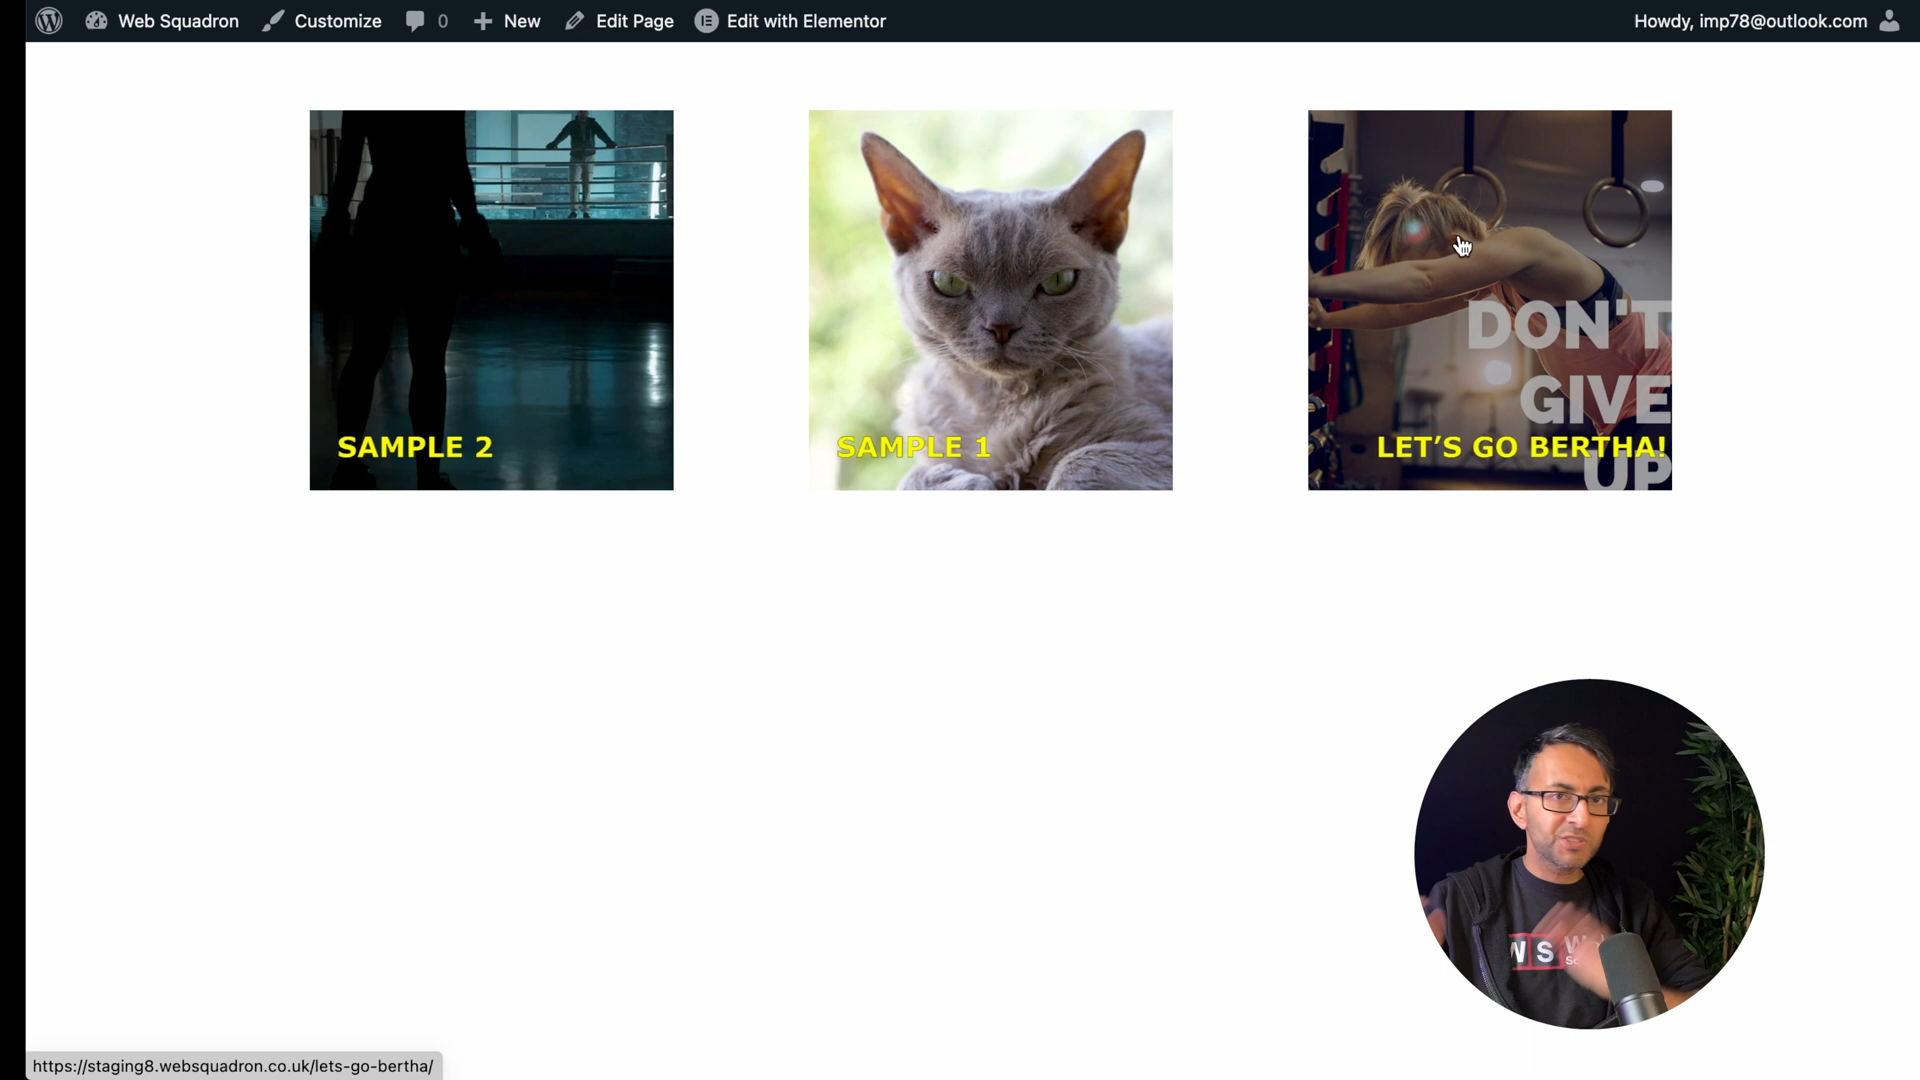 Web Squadron Customize 0 New Edit Page Edit with Elementor Howdy, imp78@outlook.com
SAMPLE 2
SAMPLE 1
DON'T
GIVE
UP
LET’S GO BERTHA!
WS
https://staging8.websquadron.co.uk/lets-go-bertha/